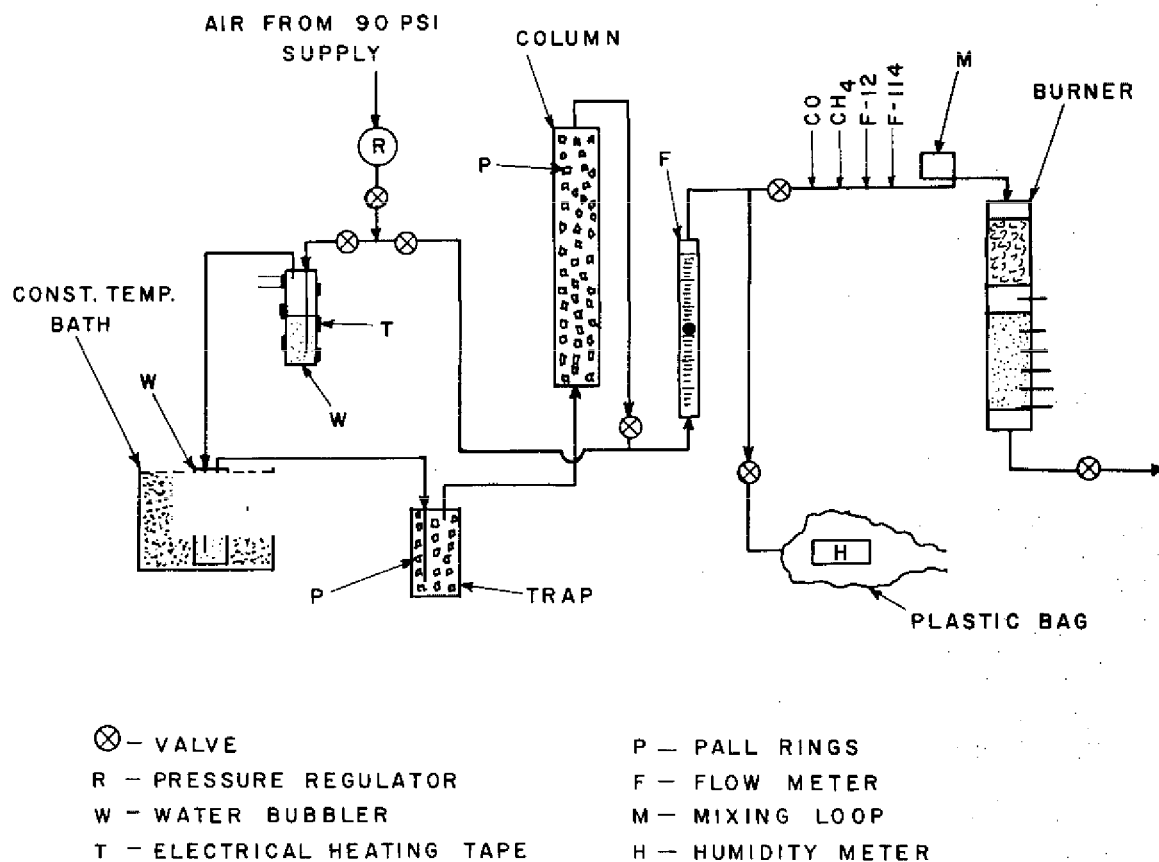 AIR FROM 90 PSI
SUPPLY
COLUMN
M
BURNER
CO
CH4
F-12
F-114
R
P
F
CONST. TEMP.
BATH
T
W
W
H
P
TRAP
PLASTIC BAG
⊗ – VALVE
R – PRESSURE REGULATOR
W – WATER BUBBLER
T – ELECTRICAL HEATING TAPE
P – PALL RINGS
F – FLOW METER
M – MIXING LOOP
H – HUMIDITY METER